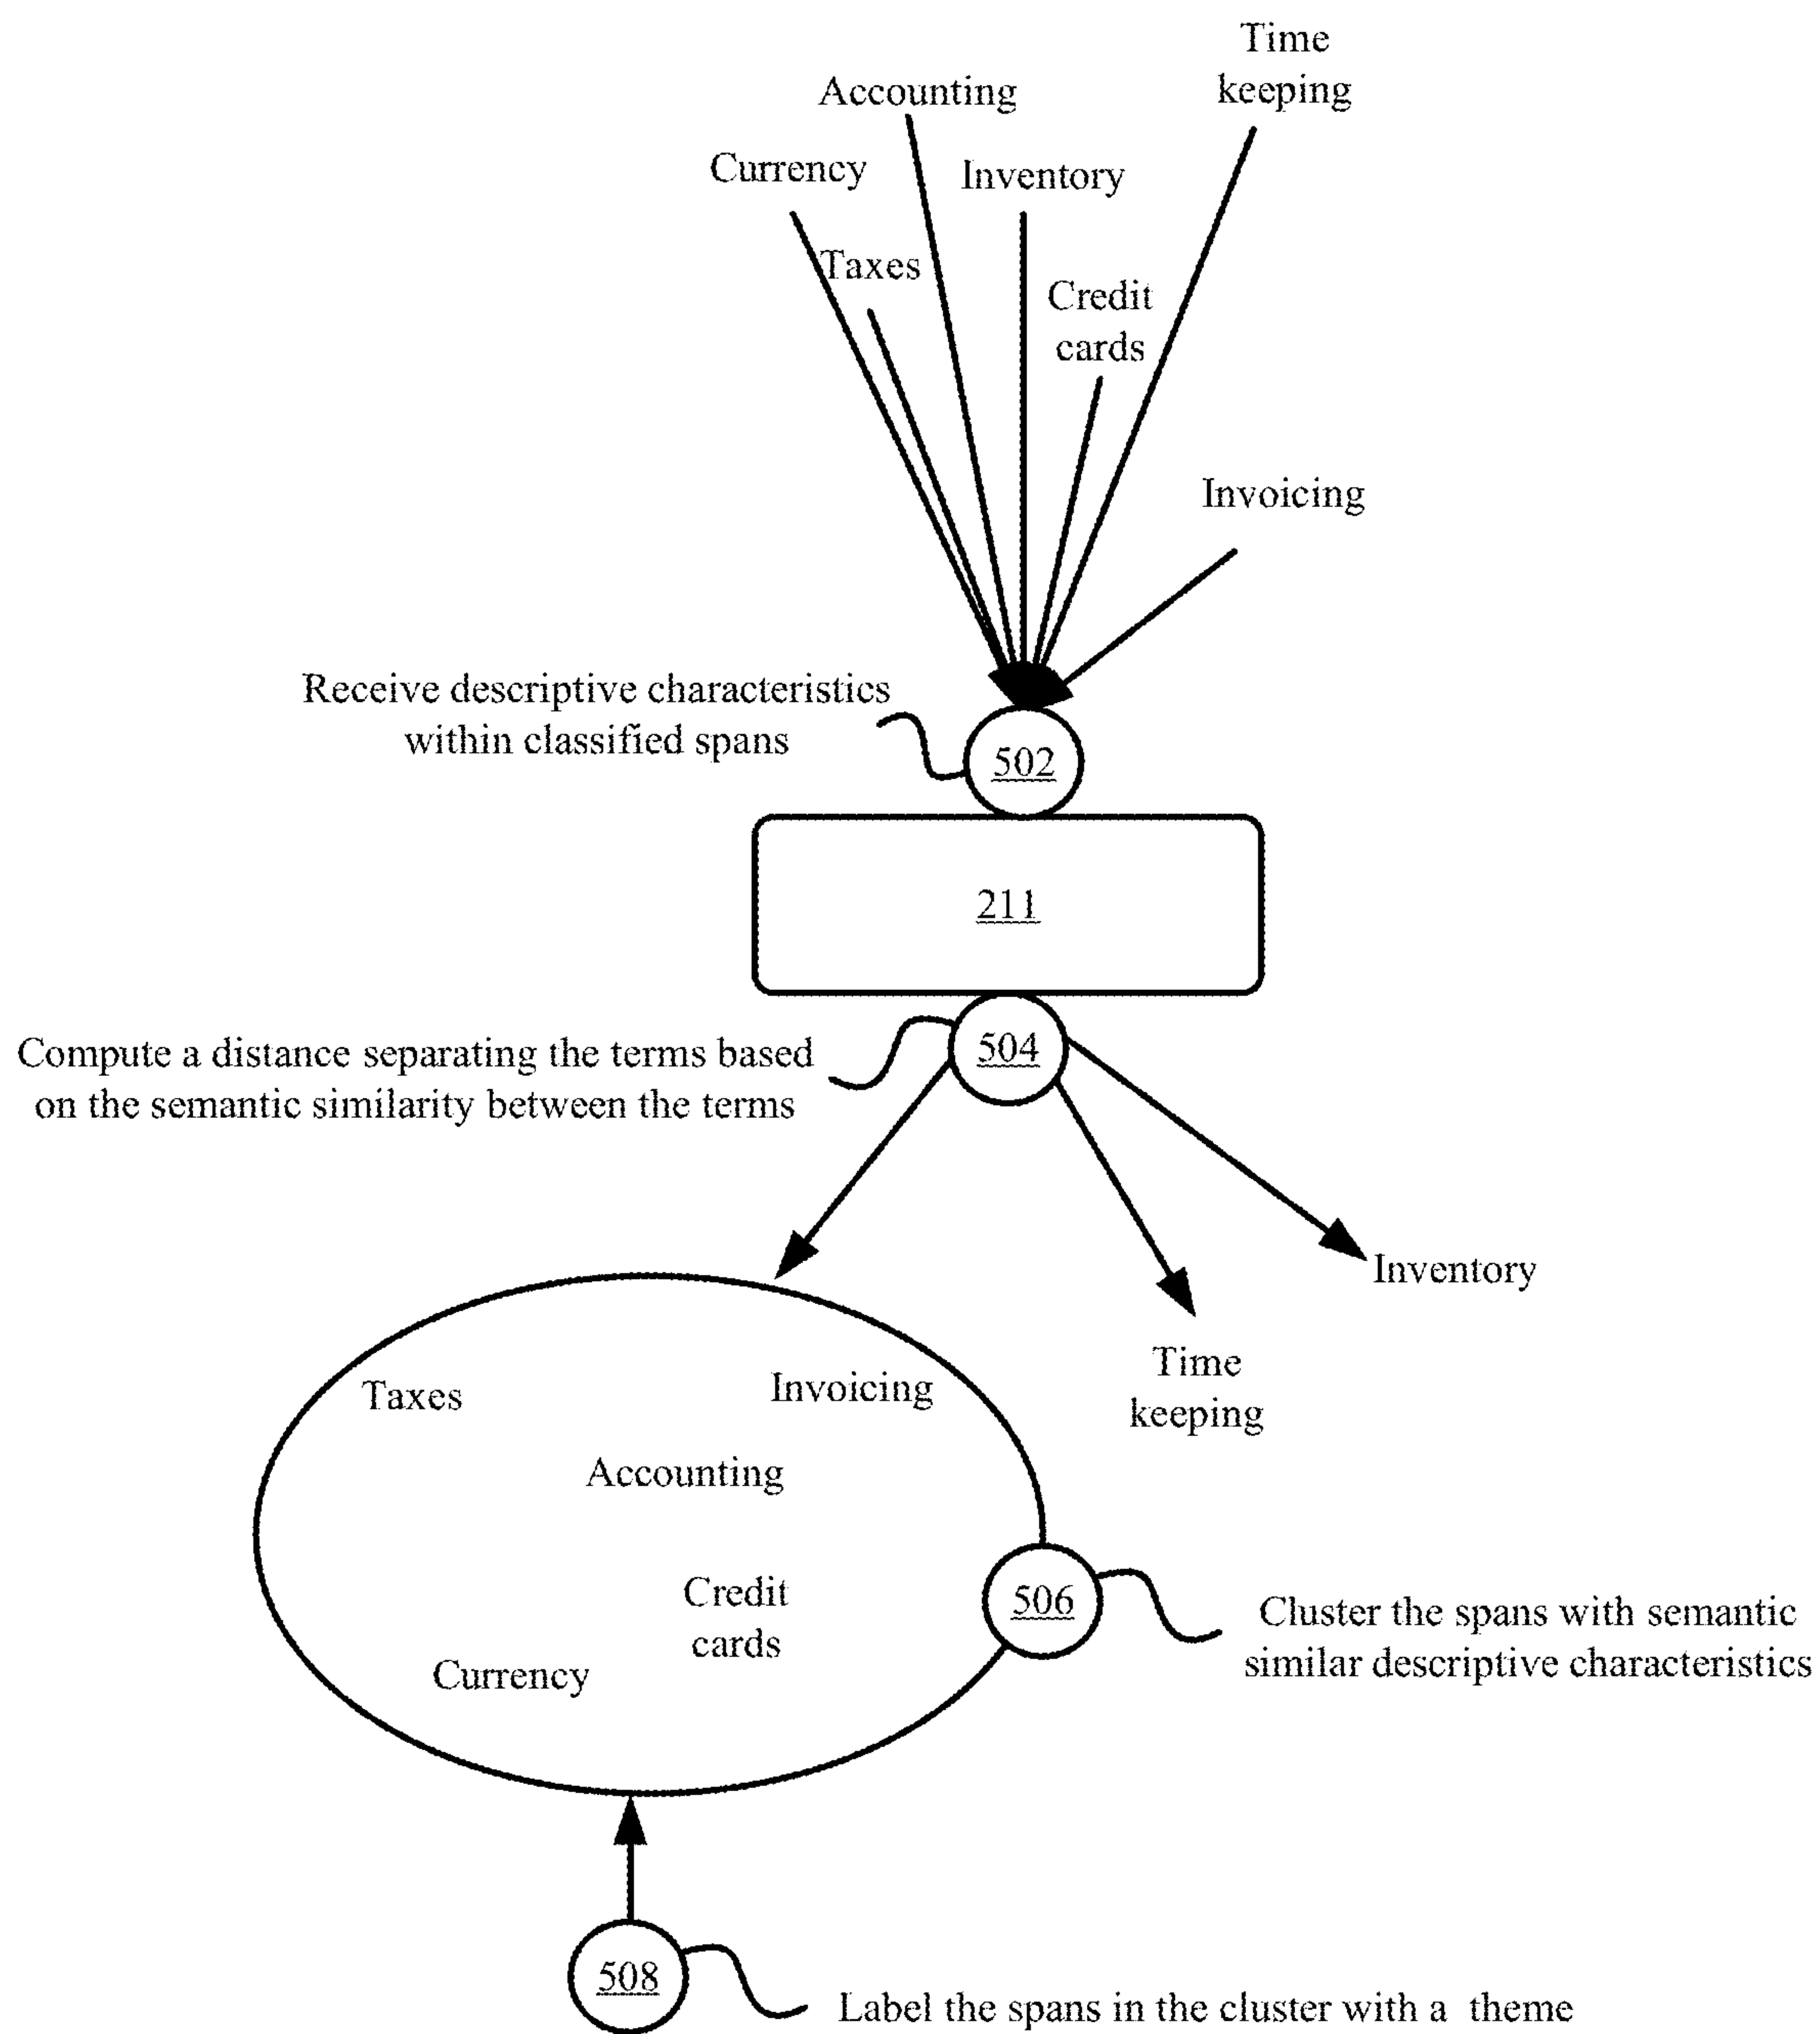 Time
keeping
Accounting
Currency
Inventory
Taxes
Credit
cards
Invoicing
Receive descriptive characteristics
within classified spans
502
211
504
Compute a distance separating the terms based
on the semantic similarity between the terms
Inventory
Time
keeping
Taxes
Invoicing
Accounting
Credit
cards
Currency
506
Cluster the spans with semantic
similar descriptive characteristics
508
Label the spans in the cluster with a theme